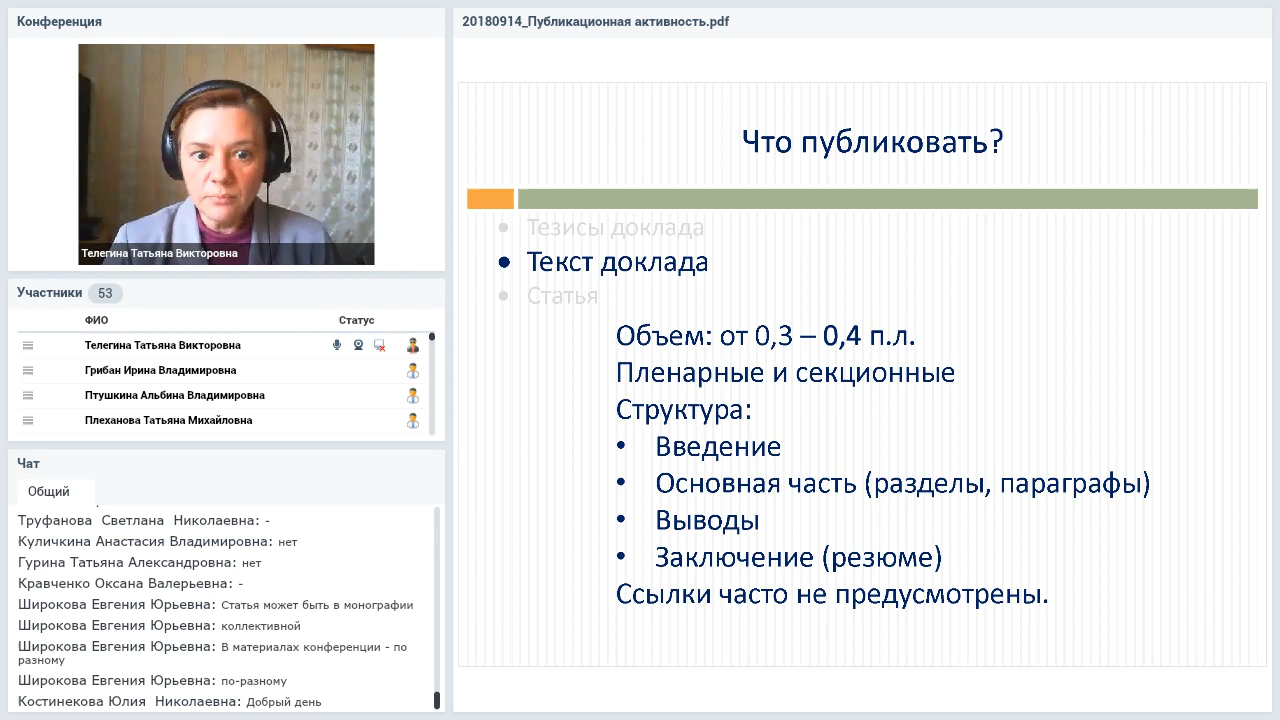 Конференция
Телегина Татьяна Викторовна
Участники 53
ФИО Статус
Телегина Татьяна Викторовна
Грибан Ирина Владимировна
Птушкина Альбина Владимировна
Плеханова Татьяна Михайловна
Чат
Общий
Труфанова Светлана Николаевна: -
Куличкина Анастасия Владимировна: нет
Гурина Татьяна Александровна: нет
Кравченко Оксана Валерьевна: -
Широкова Евгения Юрьевна: Статья может быть в монографии
Широкова Евгения Юрьевна: коллективной
Широкова Евгения Юрьевна: В материалах конференции - по
разному
Широкова Евгения Юрьевна: по-разному
Костинекова Юлия Николаевна: Добрый день
20180914_Публикационная активность.pdf
Что публиковать?
• Тезисы доклада
• Текст доклада
• Статья
Объем: от 0,3 – 0,4 п.л.
Пленарные и секционные
Структура:
• Введение
• Основная часть (разделы, параграфы)
• Выводы
• Заключение (резюме)
Ссылки часто не предусмотрены.